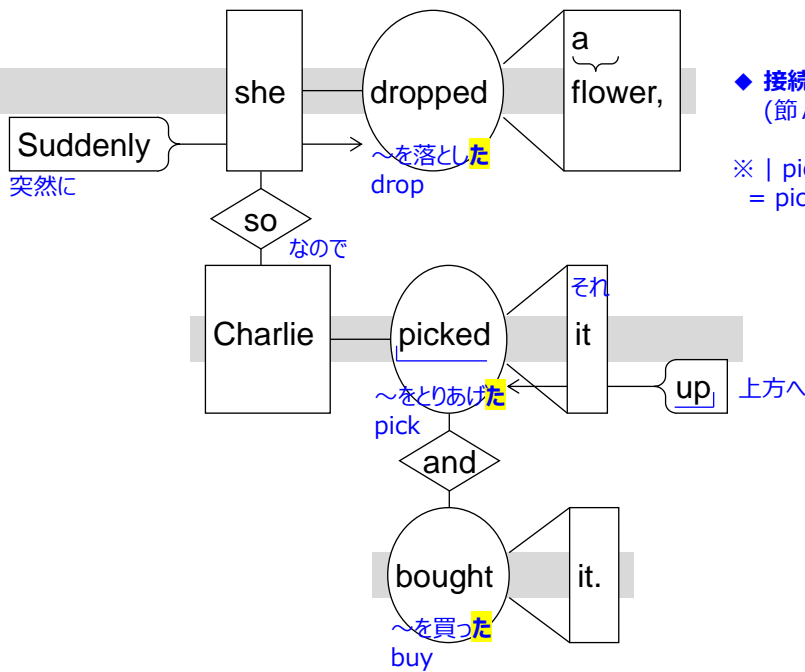 a
she dropped flower,
◆ 接続
(節
Suddenly
突然に
～を落とした
drop
※ | pic
= pic
so
なので
それ
Charlie picked it
up 上方へ
～をとりあげた
pick
and
bought it.
～を買った
buy